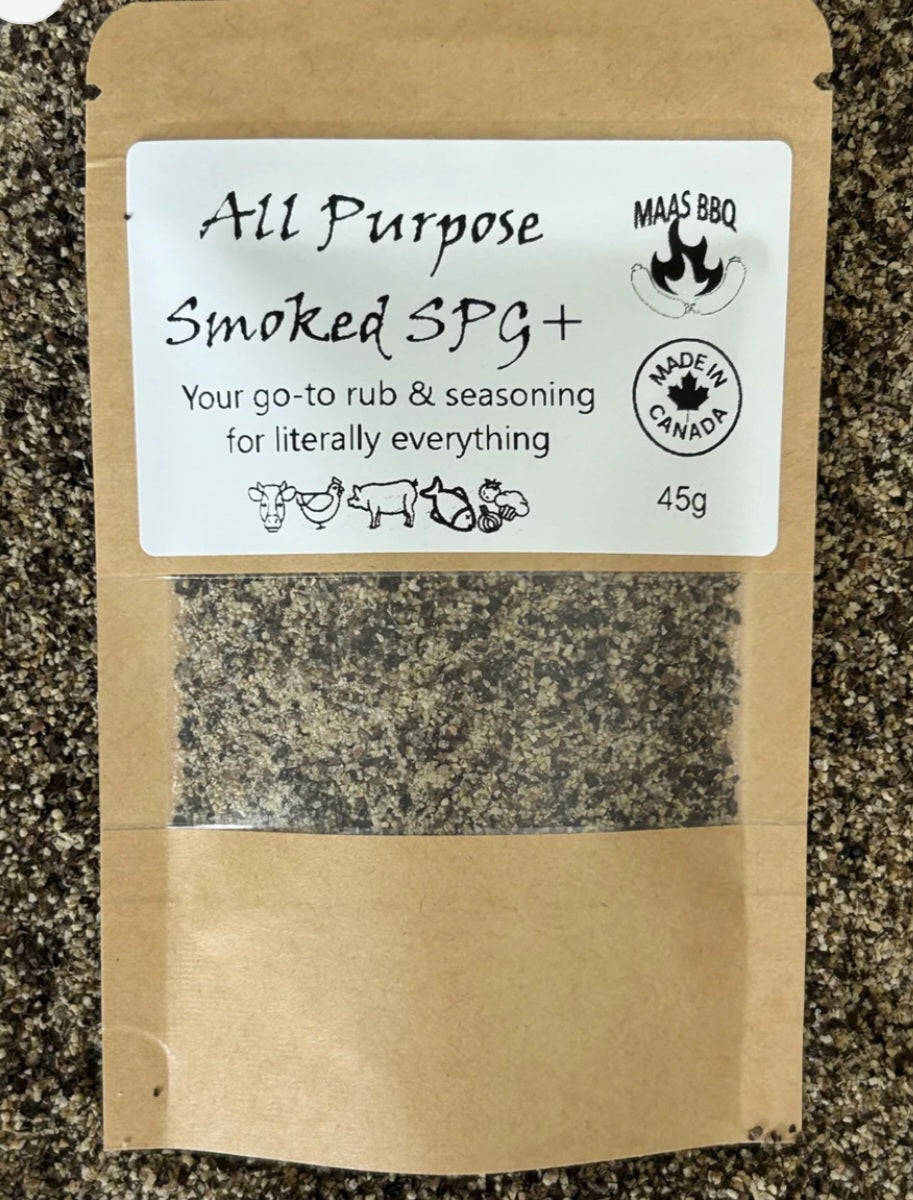 All Purpose
Smoked SPG+
Your go-to rub & seasoning
for literally everything
MAAS BBQ
MADE IN
CANADA
45g